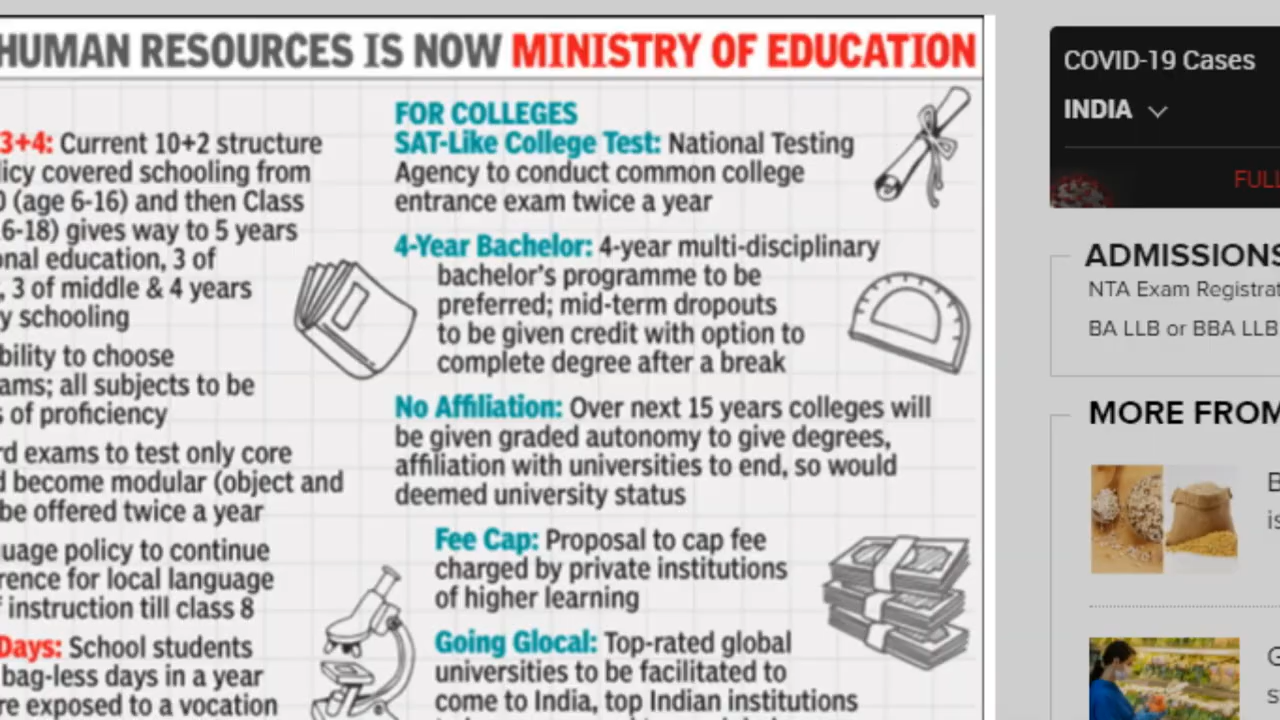 HUMAN RESOURCES IS NOW MINISTRY OF EDUCATION
3+4: Current 10+2 structure
covered schooling from
(age 6-16) and then Class
6-18) gives way to 5 years
education, 3 of
, 3 of middle & 4 years
schooling
to choose
all subjects to be
of proficiency
exams to test only core
become modular (object and
be offered twice a year
policy to continue
for local language
instruction till class 8
Days: School students
bag-less days in a year
exposed to a vocation
FOR COLLEGES
SAT-Like College Test: National Testing
Agency to conduct common college
entrance exam twice a year
4-Year Bachelor: 4-year multi-disciplinary
bachelor's programme to be
preferred; mid-term dropouts
to be given credit with option to
complete degree after a break
No Affiliation: Over next 15 years colleges will
be given graded autonomy to give degrees,
affiliation with universities to end, so would
deemed university status
Fee Cap: Proposal to cap fee
charged by private institutions
of higher learning
Going Glocal: Top-rated global
universities to be facilitated to
come to India, top Indian institutions
COVID-19 Cases
INDIA
FULL
ADMISSIONS
NTA Exam
BA LLB or BBA LLB
MORE FROM